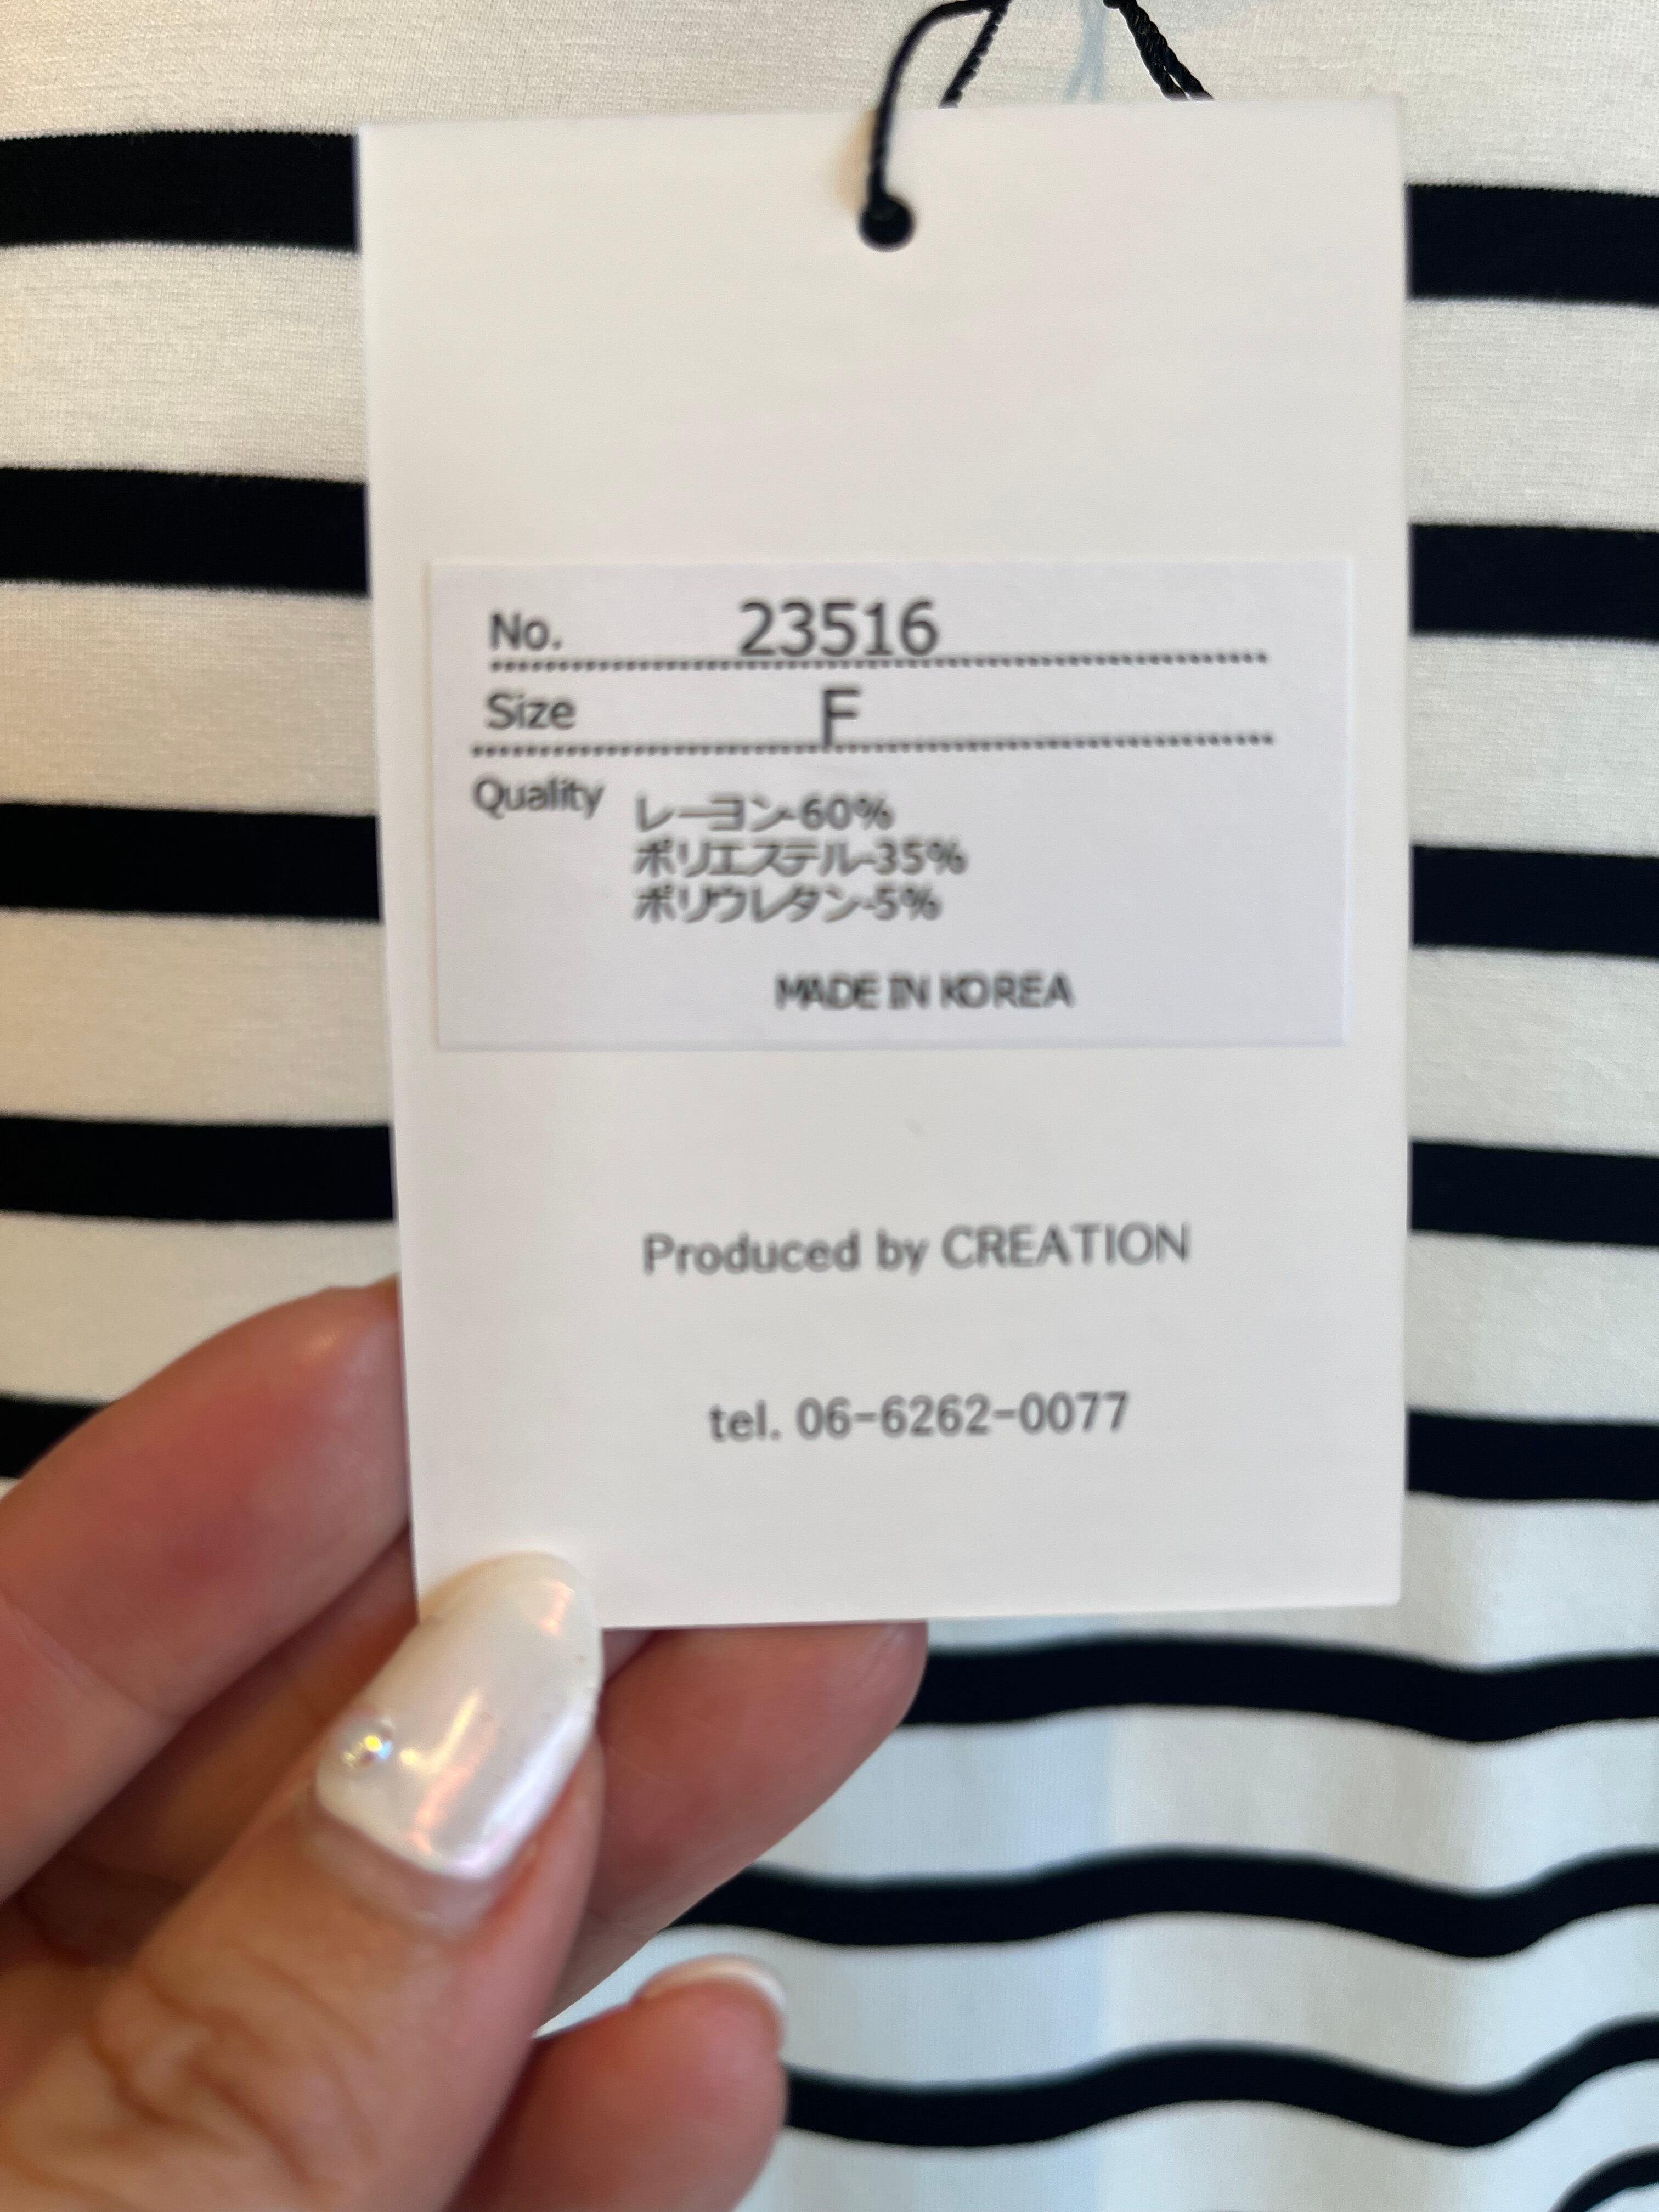 No. 23516
Size F
Quality レーヨン-60%
ポリエステル-35%
ポリウレタン-5%
MADE IN KOREA
Produced by CREATION
tel. 06-6262-0077